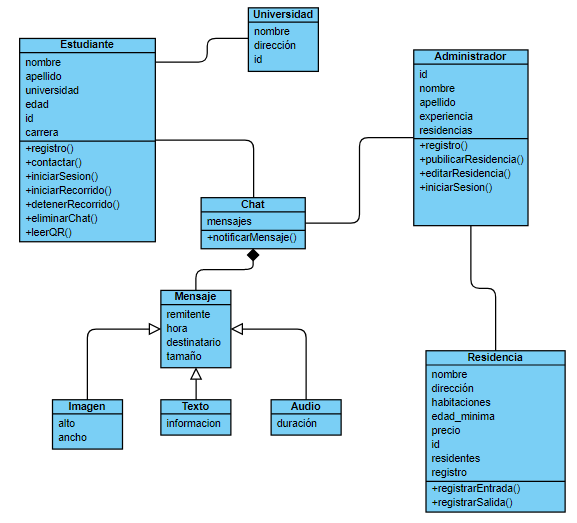 Universidad
nombre
dirección
id
Estudiante
nombre
apellido
universidad
edad
id
carrera
+registro()
+contactar()
+iniciarSesion()
+iniciarRecorrido()
+detenerRecorrido()
+eliminarChat()
+leerQR()
Administrador
id
nombre
apellido
experiencia
residencias
+registro()
+pubilicarResidencia()
+editarResidencia()
+iniciarSesion()
Chat
mensajes
+notificarMensaje()
Mensaje
remitente
hora
destinatario
tamaño
Imagen
alto
ancho
Texto
informacion
Audio
duración
Residencia
nombre
dirección
habitaciones
edad_minima
precio
id
residentes
registro
+registrarEntrada()
+registrarSalida()